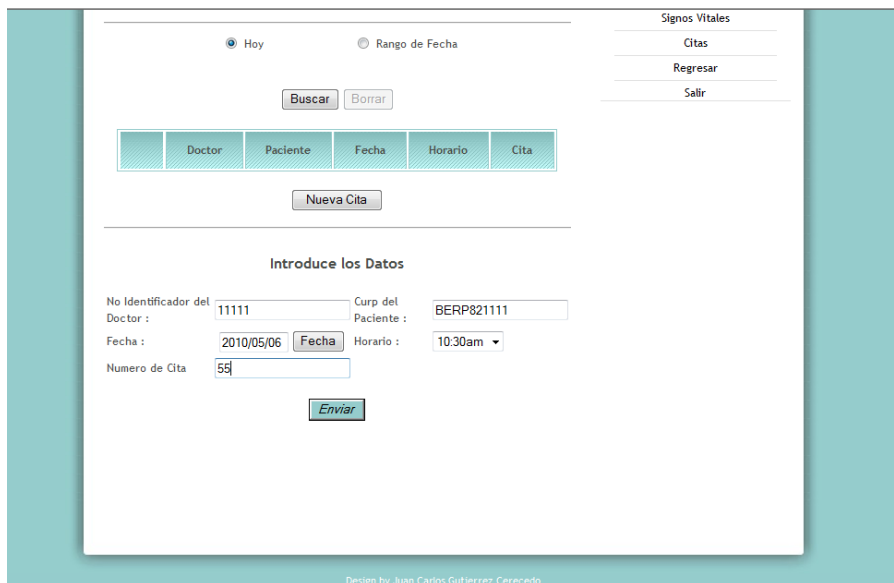 Signos Vitales
Hoy Rango de Fecha
Citas
Regresar
Salir
Buscar Borrar
Doctor Paciente Fecha Horario Cita
Nueva Cita
Introduce los Datos
No Identificador del Doctor : 11111 Curp del Paciente : BERP821111
Fecha : 2010/05/06 Fecha Horario : 10:30am
Numero de Cita 55
Enviar
Design by Juan Carlos Gutierrez Cerecedo